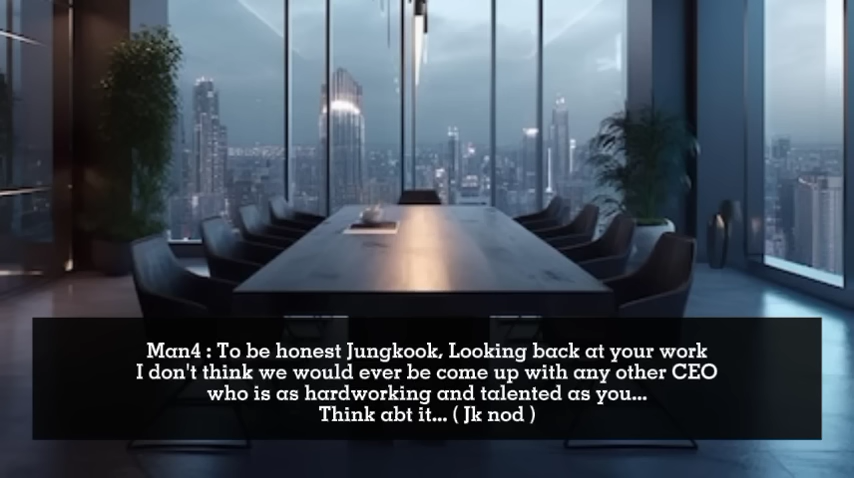 Man4 : To be honest Jungkook, Looking back at your work
I don't think we would ever be come up with any other CEO
who is as hardworking and talented as you...
Think abt it... ( Jk nod )